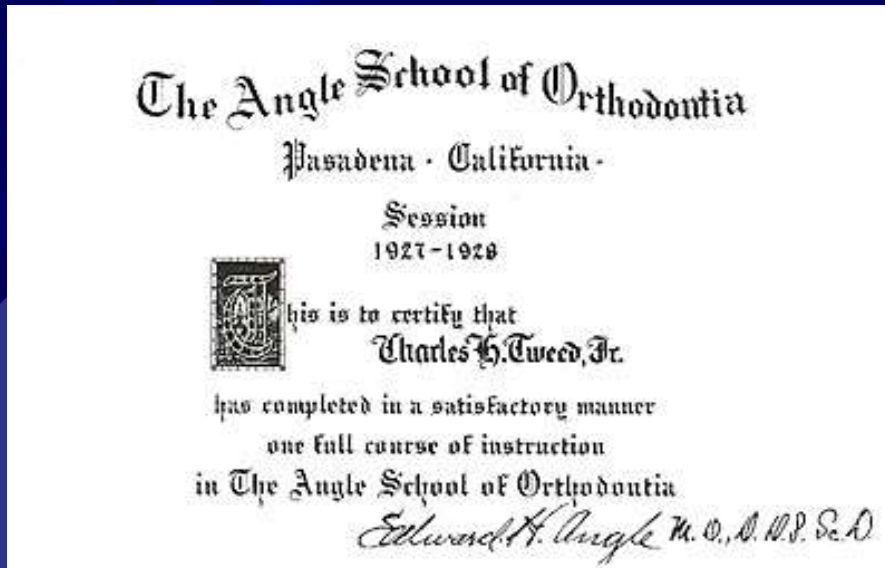 The Angle School of Orthodontia
Pasadena · California ·
Session
1927-1928
This is to certify that
Charles H. Tweed, Jr.
has completed in a satisfactory manner
one full course of instruction
in The Angle School of Orthodontia
Edward H. Angle M.D., D.D.S. Sc.D